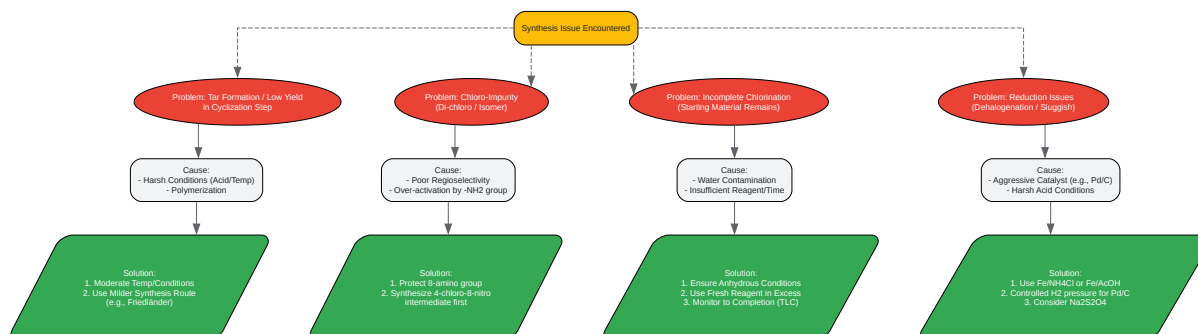 Synthesis Issue Encountered
Problem: Tar Formation / Low Yield
in Cyclization Step
Problem: Chloro-Impurity
(Di-chloro / Isomer)
Problem: Incomplete Chlorination
(Starting Material Remains)
Problem: Reduction Issues
(Dehalogenation / Sluggish)
Cause:
- Harsh Conditions (Acid/Temp)
- Polymerization
Cause:
- Poor Regioselectivity
- Over-activation by -NH2 group
Cause:
- Water Contamination
- Insufficient Reagent/Time
Cause:
- Aggressive Catalyst (e.g., Pd/C)
- Harsh Acid Conditions
Solution:
1. Moderate Temp/Conditions
2. Use Milder Synthesis Route
(e.g., Friedländer)
Solution:
1. Protect 8-amino group
2. Synthesize 4-chloro-8-nitro
intermediate first
Solution:
1. Ensure Anhydrous Conditions
2. Use Fresh Reagent in Excess
3. Monitor to Completion (TLC)
Solution:
1. Use Fe/NH4Cl or Fe/AcOH
2. Controlled H2 pressure for Pd/C
3. Consider Na2S2O4